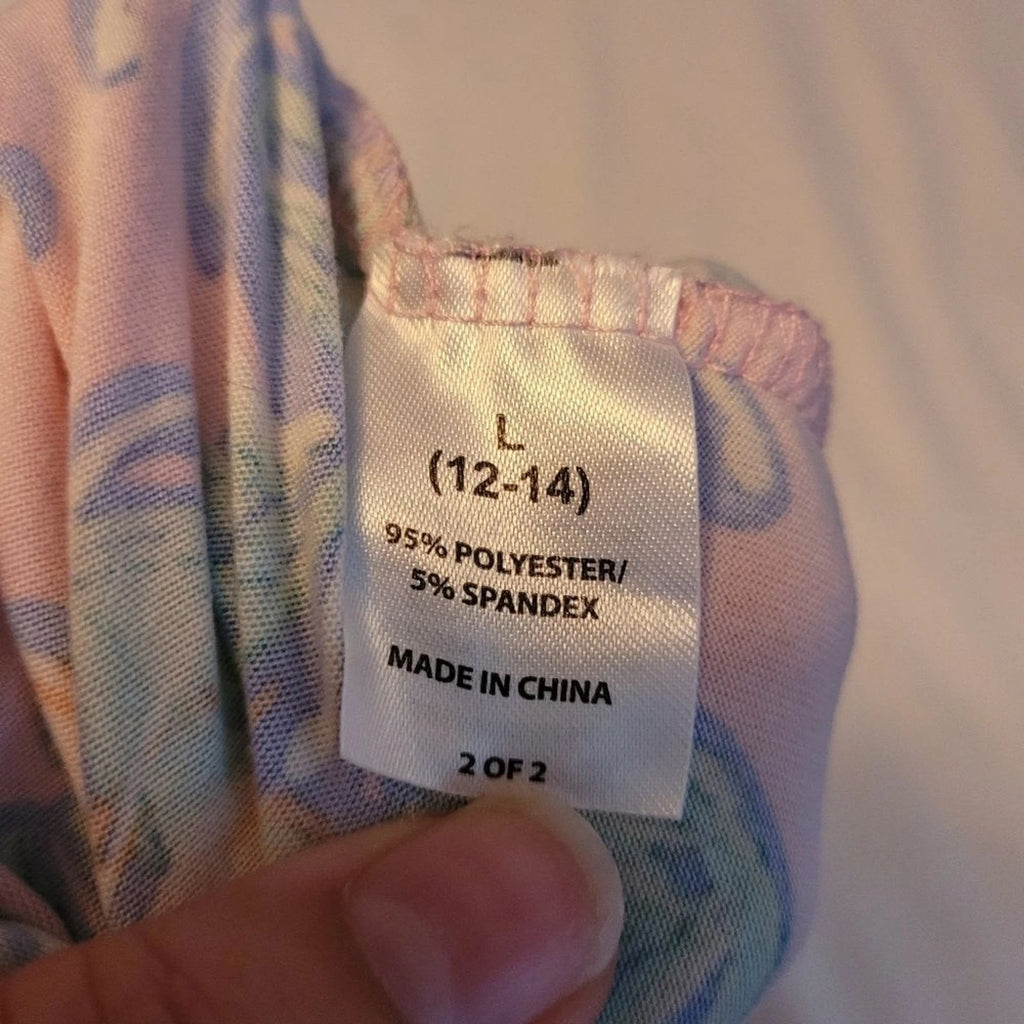 L
(12-14)
95% POLYESTER/
5% SPANDEX
MADE IN CHINA
2 OF 2